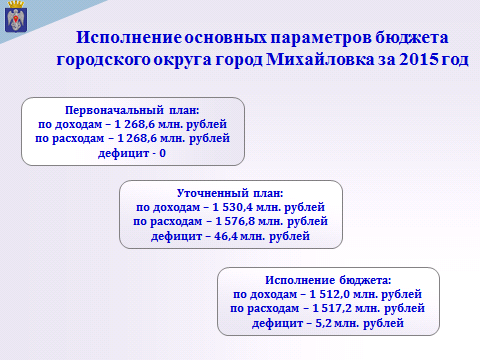 Исполнение основных параметров бюджета
городского округа город Михайловка за 2015 год
Первоначальный план:
по доходам – 1 268,6 млн. рублей
по расходам – 1 268,6 млн. рублей
дефицит - 0
Уточненный план:
по доходам – 1 530,4 млн. рублей
по расходам – 1 576,8 млн. рублей
дефицит – 46,4 млн. рублей
Исполнение бюджета:
по доходам – 1 512,0 млн. рублей
по расходам – 1 517,2 млн. рублей
дефицит – 5,2 млн. рублей